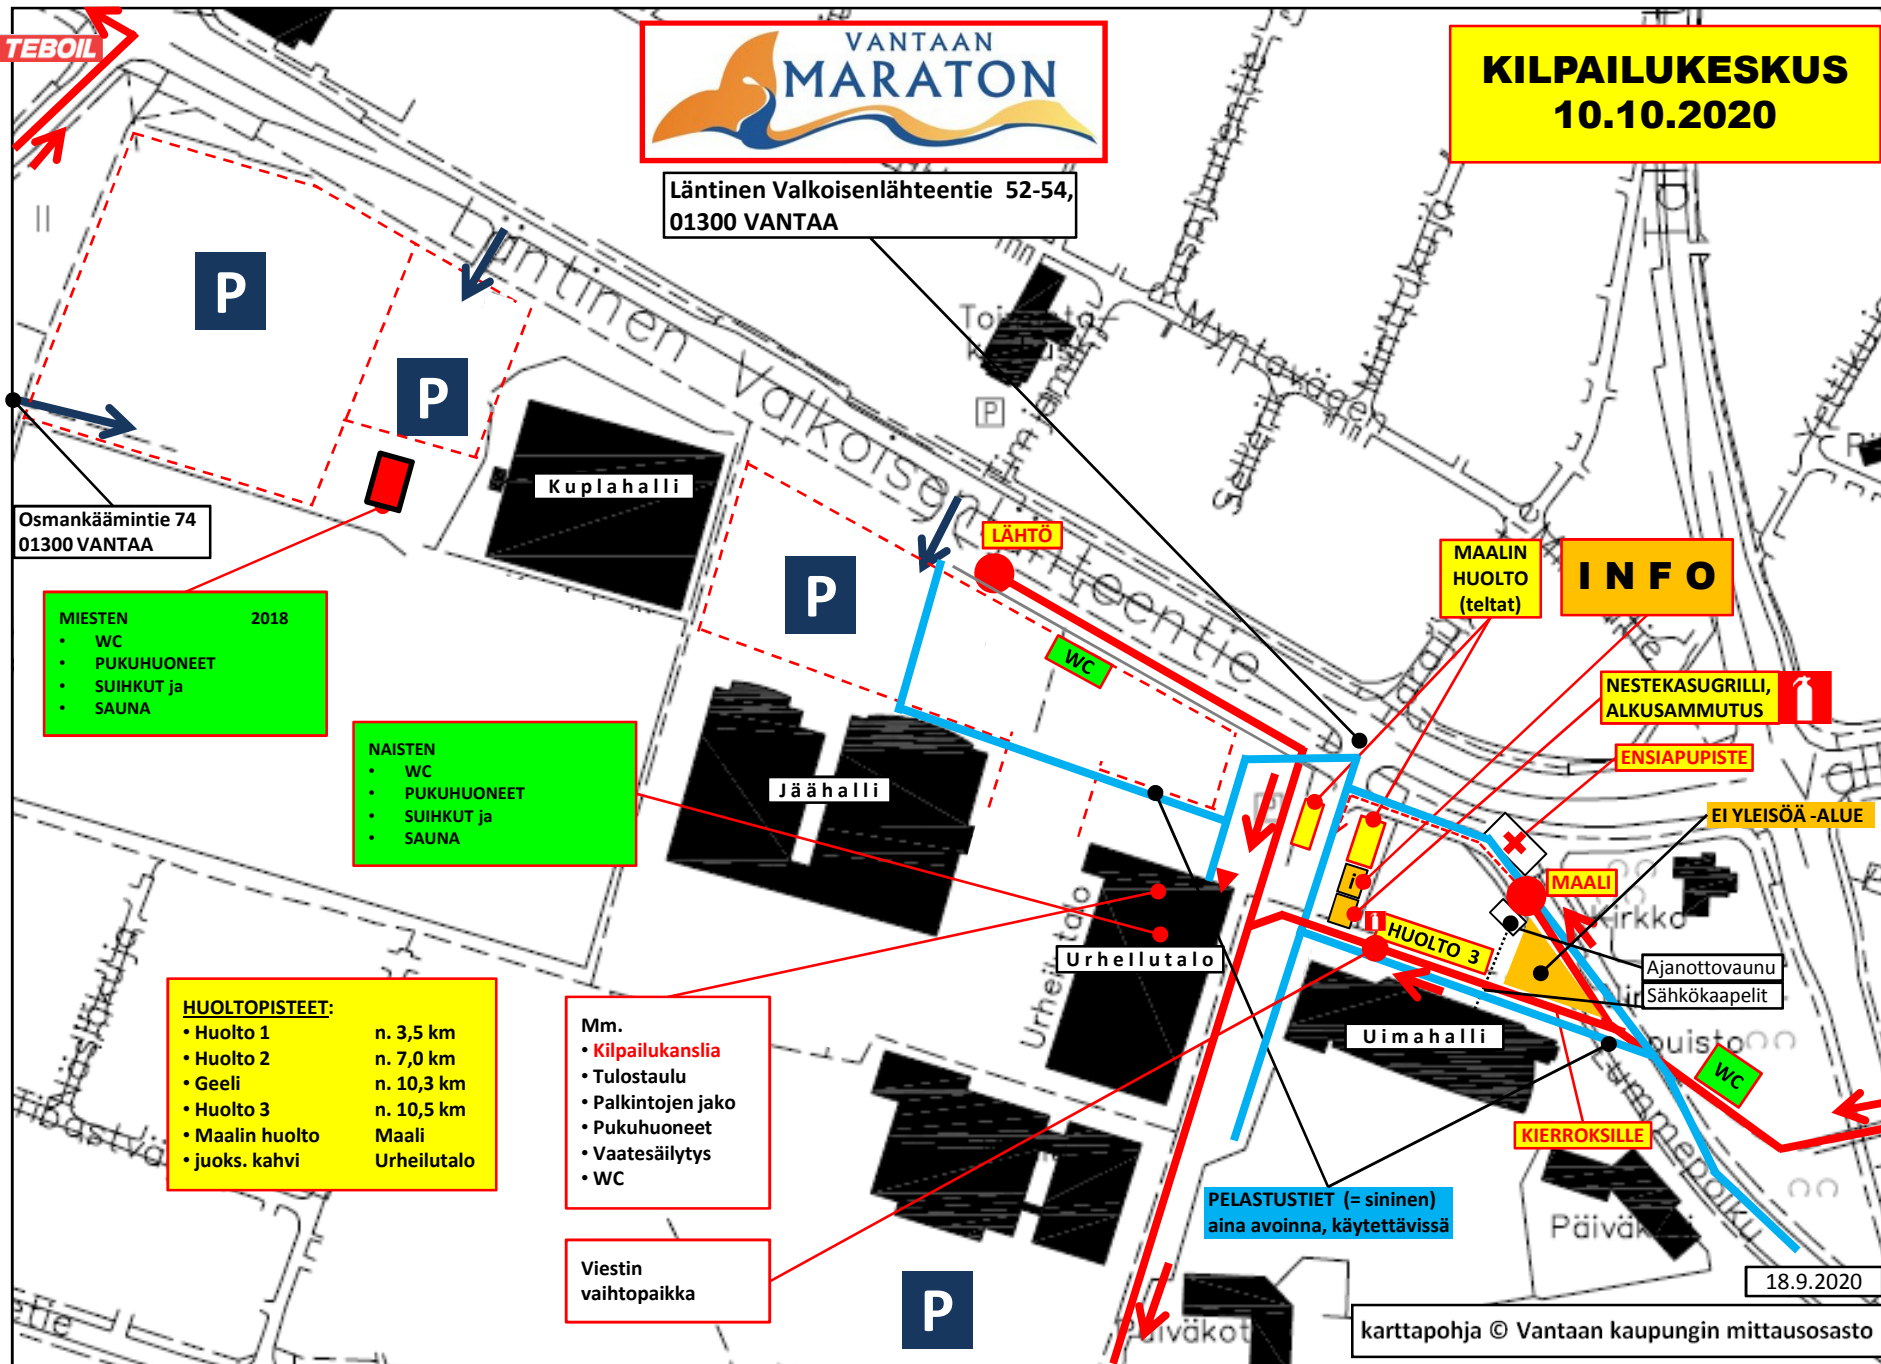 TEBOIL
VANTAAN
MARATON
KILPAILUKESKUS
10.10.2020
Läntinen Valkoisenlähteentie 52-54,
01300 VANTAA
P
P
P
P
P
Läntinen Valkoisenlähteentie
Myntävägen
Osmankäämintie 74
01300 VANTAA
Kuplahalli
LÄHTÖ
MAALIN
HUOLTO
(teltat)
INFO
MIESTEN 2018
• WC
• PUKUHUONEET
• SUIHKUT ja
• SAUNA
WC
NESTEKASUGRILLI,
ALKUSAMMUTUS
ENSIAPUPISTE
NAISTEN
• WC
• PUKUHUONEET
• SUIHKUT ja
• SAUNA
Jäähalli
EI YLEISÖÄ -ALUE
i
MAALI
Kirkko
HUOLTO 3
Urheilutalo
Urhellutalo
Ajanottovaunu
Sähkökaapelit
Uimahalli
puisto
WC
HUOLTOPISTEET:
• Huolto 1 n. 3,5 km
• Huolto 2 n. 7,0 km
• Geeli n. 10,3 km
• Huolto 3 n. 10,5 km
• Maalin huolto Maali
• juoks. kahvi Urheilutalo
Mm.
• Kilpailukanslia
• Tulostaulu
• Palkintojen jako
• Pukuhuoneet
• Vaatesäilytys
• WC
KIERROKSILLE
Lummepolku
PELASTUSTIET (= sininen)
aina avoinna, käytettävissä
Viestin
vaihtopaikka
18.9.2020
karttapohja © Vantaan kaupungin mittausosasto